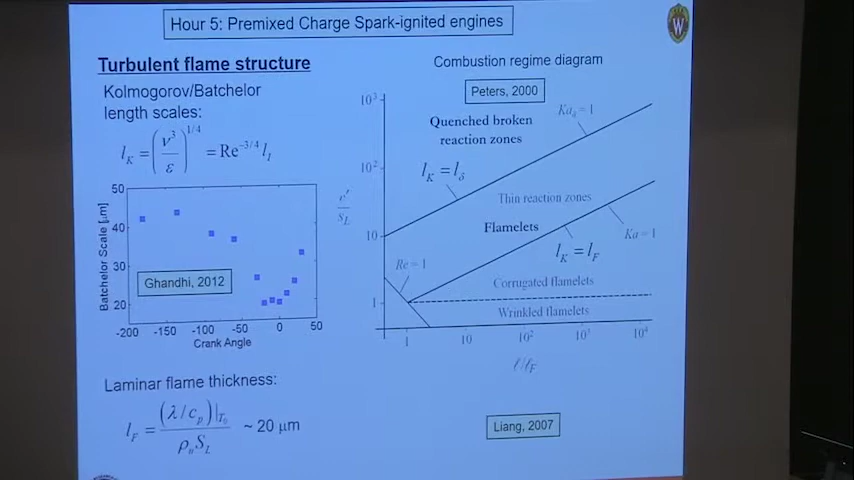 Hour 5: Premixed Charge Spark-ignited engines
W
Turbulent flame structure
Kolmogorov/Batchelor
length scales:
l_K = (ν³/ε)^1/4 = Re^-3/4 l_I
50
40
30
20
Batchelor Scale [μm]
Ghandhi, 2012
-200 -150 -100 -50 0 50
Crank Angle
Laminar flame thickness:
l_F = (λ/c_p)|_T₀ / ρ_u S_L ~ 20 μm
Combustion regime diagram
Peters, 2000
10³
10²
10
1
v′/s_L
Quenched broken
reaction zones
Ka_δ = 1
l_K = l_δ
Thin reaction zones
Flamelets
Ka = 1
l_K = l_F
Re = 1
Corrugated flamelets
Wrinkled flamelets
1 10 10² 10³ 10⁴
ℓ/ℓ_F
Liang, 2007